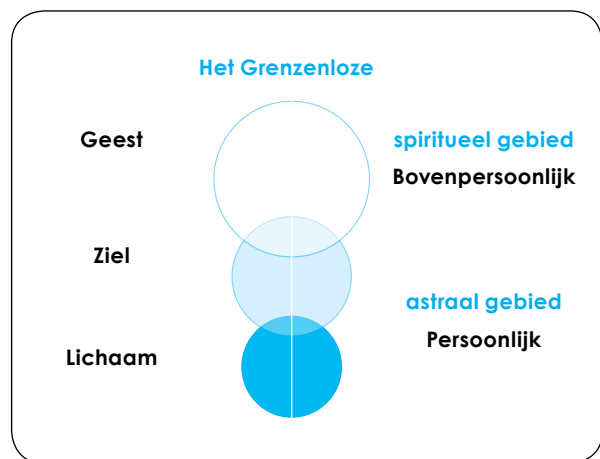 Het Grenzenloze
Geest
spiritueel gebied
Bovenpersoonlijk
Ziel
astraal gebied
Persoonlijk
Lichaam